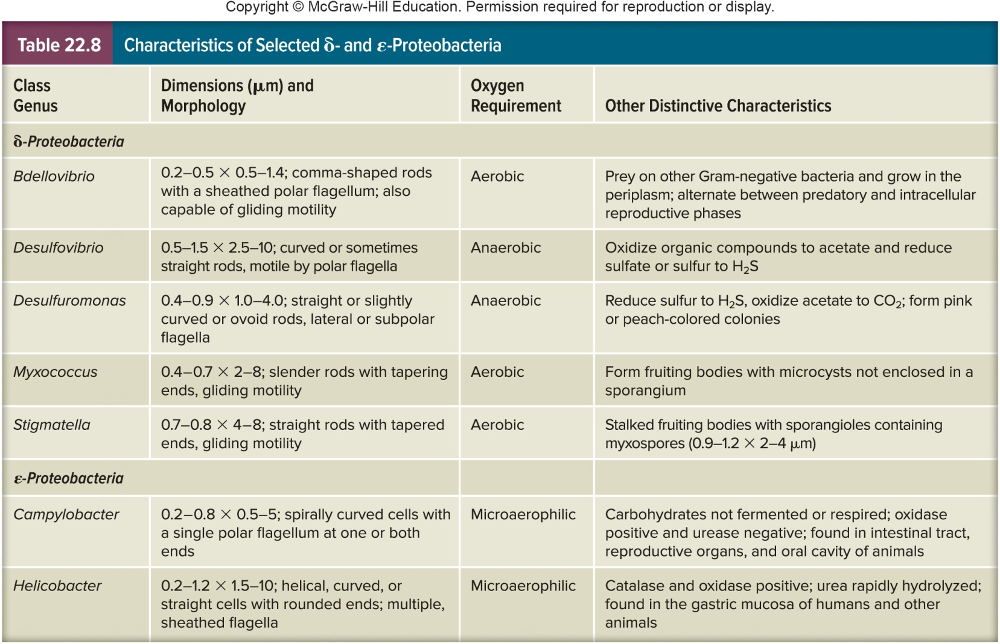 Copyright © McGraw-Hill Education. Permission required for reproduction or display.
Table 22.8 Characteristics of Selected δ- and ε-Proteobacteria
Class
Genus
Dimensions (μm) and
Morphology
Oxygen
Requirement
Other Distinctive Characteristics
δ-Proteobacteria
Bdellovibrio
0.2–0.5 × 0.5–1.4; comma-shaped rods
with a sheathed polar flagellum; also
capable of gliding motility
Aerobic
Prey on other Gram-negative bacteria and grow in the
periplasm; alternate between predatory and intracellular
reproductive phases
Desulfovibrio
0.5–1.5 × 2.5–10; curved or sometimes
straight rods, motile by polar flagella
Anaerobic
Oxidize organic compounds to acetate and reduce
sulfate or sulfur to H₂S
Desulfuromonas
0.4–0.9 × 1.0–4.0; straight or slightly
curved or ovoid rods, lateral or subpolar
flagella
Anaerobic
Reduce sulfur to H₂S, oxidize acetate to CO₂; form pink
or peach-colored colonies
Myxococcus
0.4–0.7 × 2–8; slender rods with tapering
ends, gliding motility
Aerobic
Form fruiting bodies with microcysts not enclosed in a
sporangium
Stigmatella
0.7–0.8 × 4–8; straight rods with tapered
ends, gliding motility
Aerobic
Stalked fruiting bodies with sporangioles containing
myxospores (0.9–1.2 × 2–4 μm)
ε-Proteobacteria
Campylobacter
0.2–0.8 × 0.5–5; spirally curved cells with
a single polar flagellum at one or both
ends
Microaerophilic
Carbohydrates not fermented or respired; oxidase
positive and urease negative; found in intestinal tract,
reproductive organs, and oral cavity of animals
Helicobacter
0.2–1.2 × 1.5–10; helical, curved, or
straight cells with rounded ends; multiple,
sheathed flagella
Microaerophilic
Catalase and oxidase positive; urea rapidly hydrolyzed;
found in the gastric mucosa of humans and other
animals